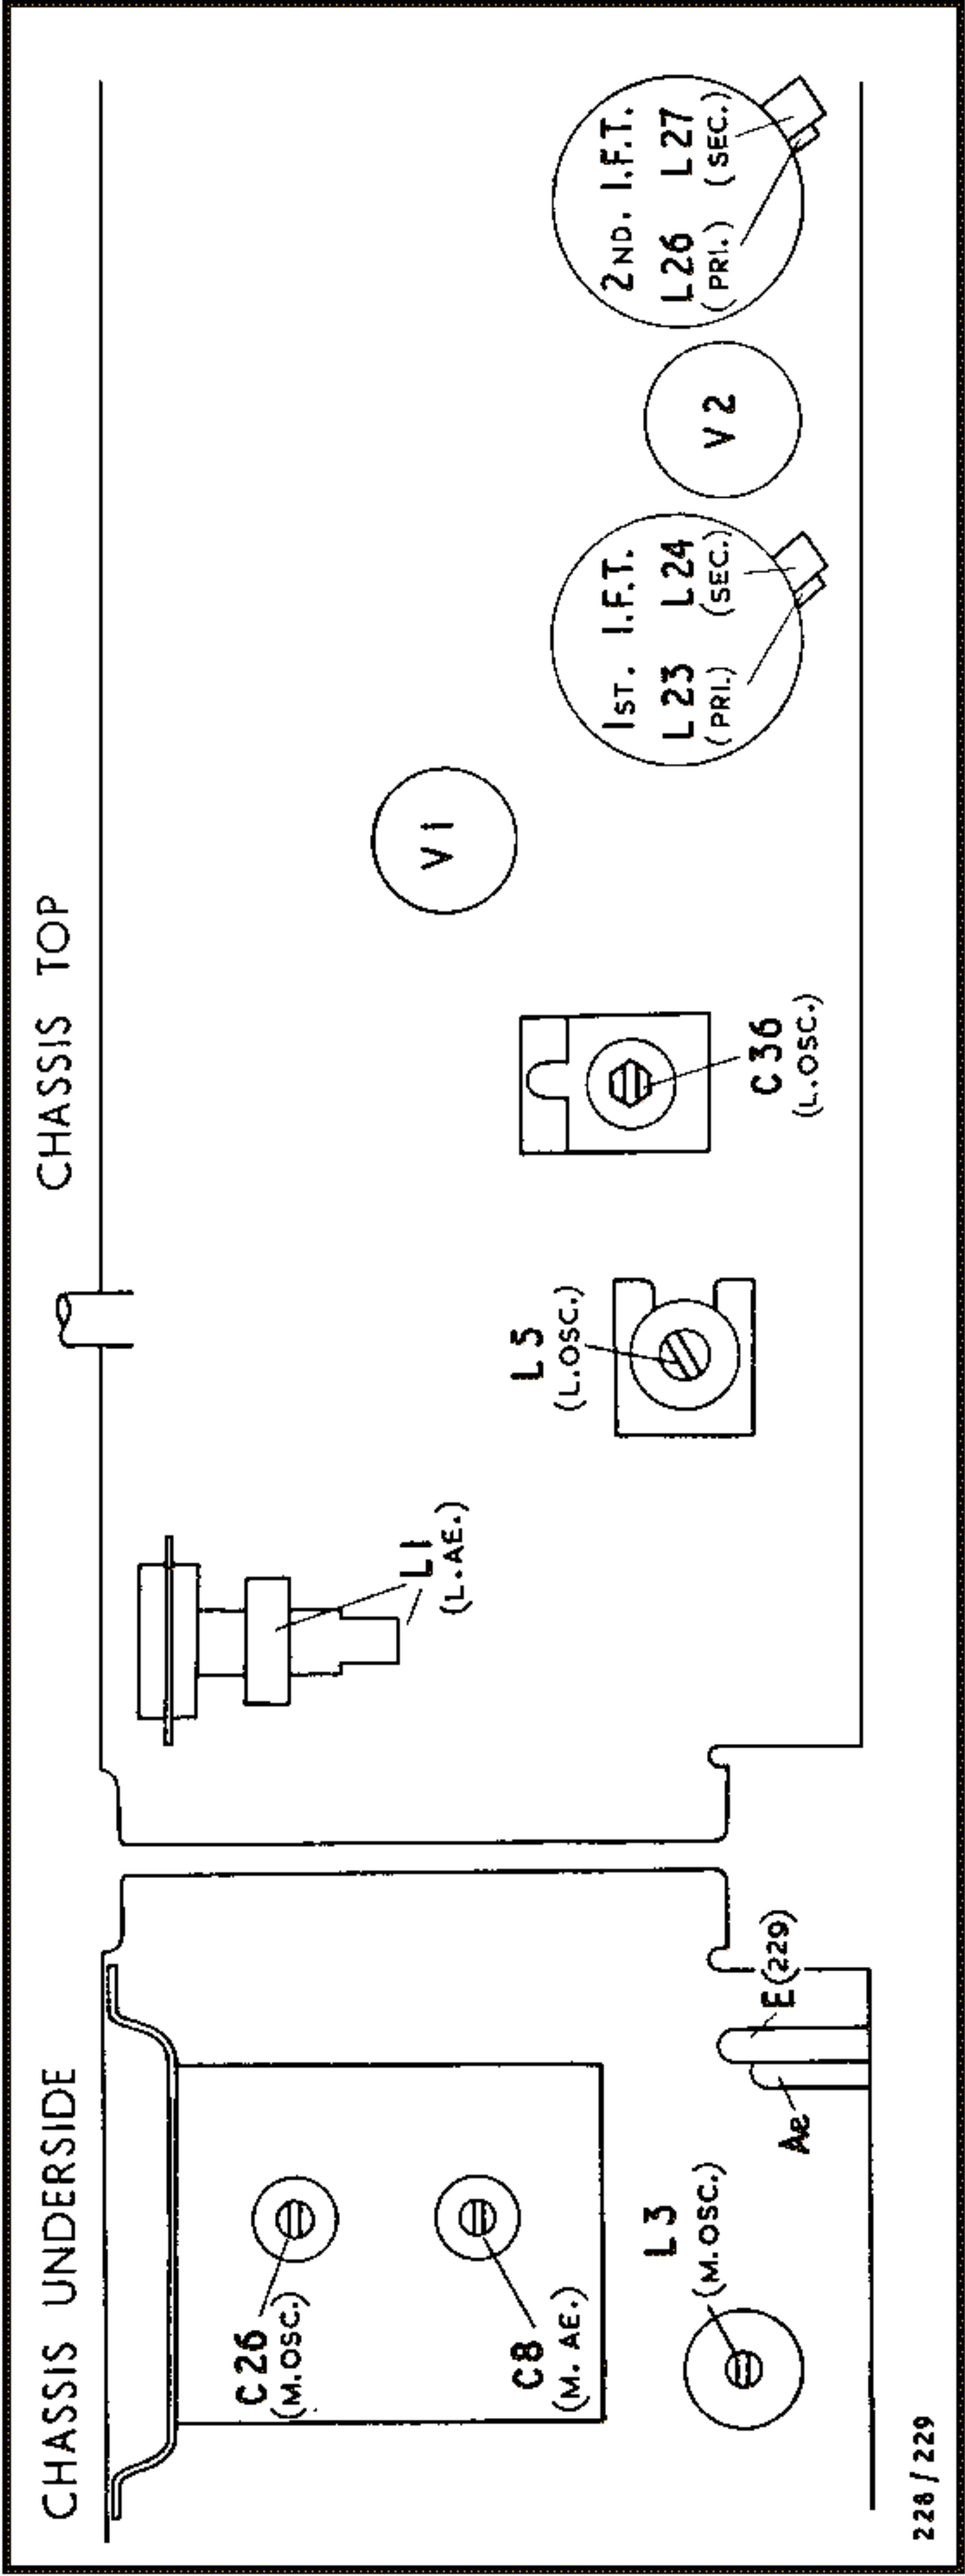 CHASSIS UNDERSIDE
C26
(M.OSC.)
C8
(M. AE.)
L3
(M.OSC.)
Ae
E(229)
228/229
CHASSIS TOP
L1
(L.AE.)
L5
(L.OSC.)
C36
(L.OSC.)
V1
1ST. I.F.T.
L23 L24
(PRI.) (SEC.)
V2
2ND. I.F.T.
L26 L27
(PRI.) (SEC.)